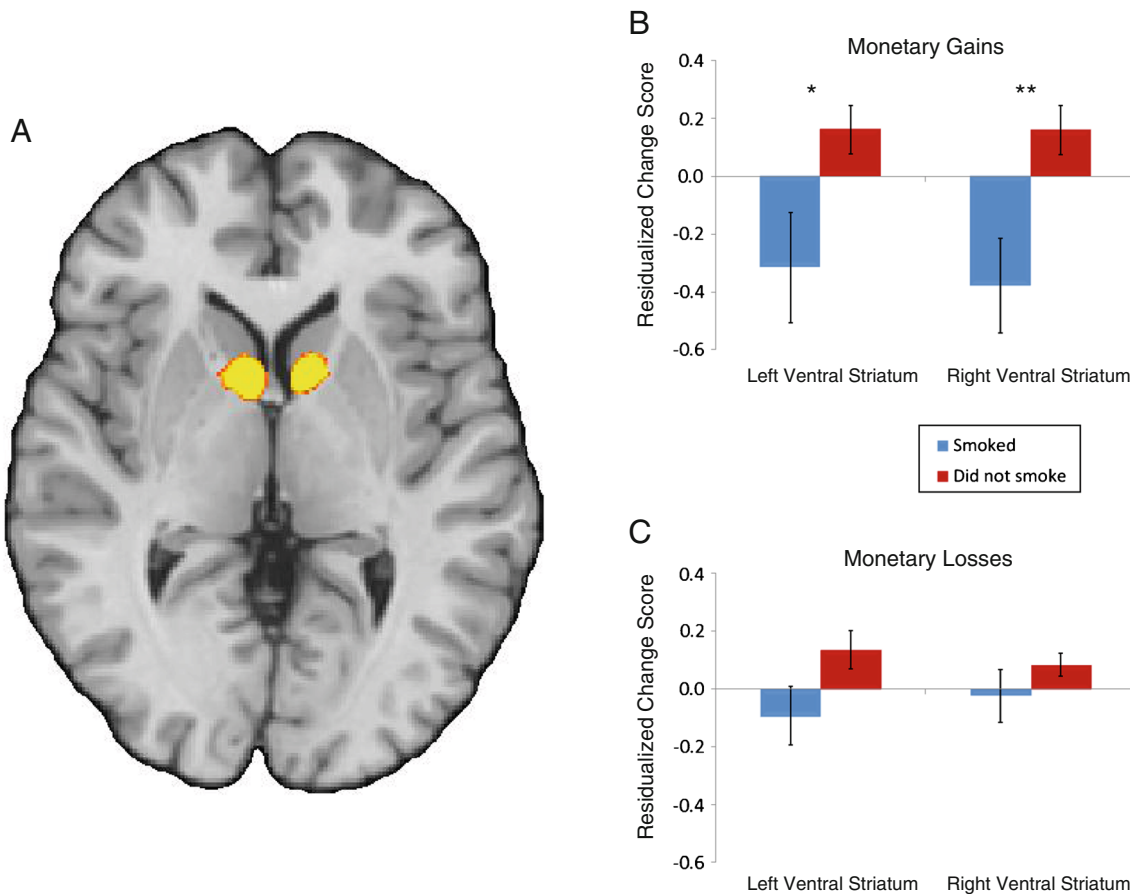 A
B
Monetary Gains
Residualized Change Score
0.4
0.2
0.0
-0.2
-0.4
-0.6
*
**
Left Ventral Striatum
Right Ventral Striatum
Smoked
Did not smoke
C
Monetary Losses
Residualized Change Score
0.4
0.2
0.0
-0.2
-0.4
-0.6
Left Ventral Striatum
Right Ventral Striatum